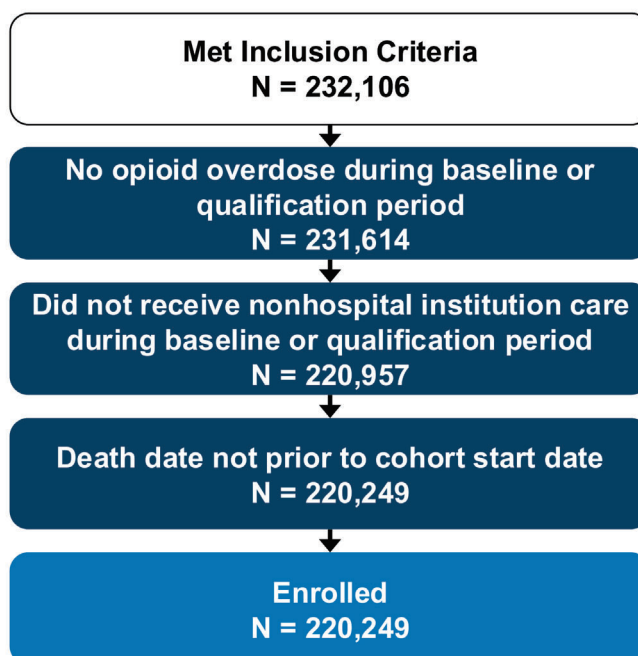 Met Inclusion Criteria
N = 232,106
No opioid overdose during baseline or
qualification period
N = 231,614
Did not receive nonhospital institution care
during baseline or qualification period
N = 220,957
Death date not prior to cohort start date
N = 220,249
Enrolled
N = 220,249